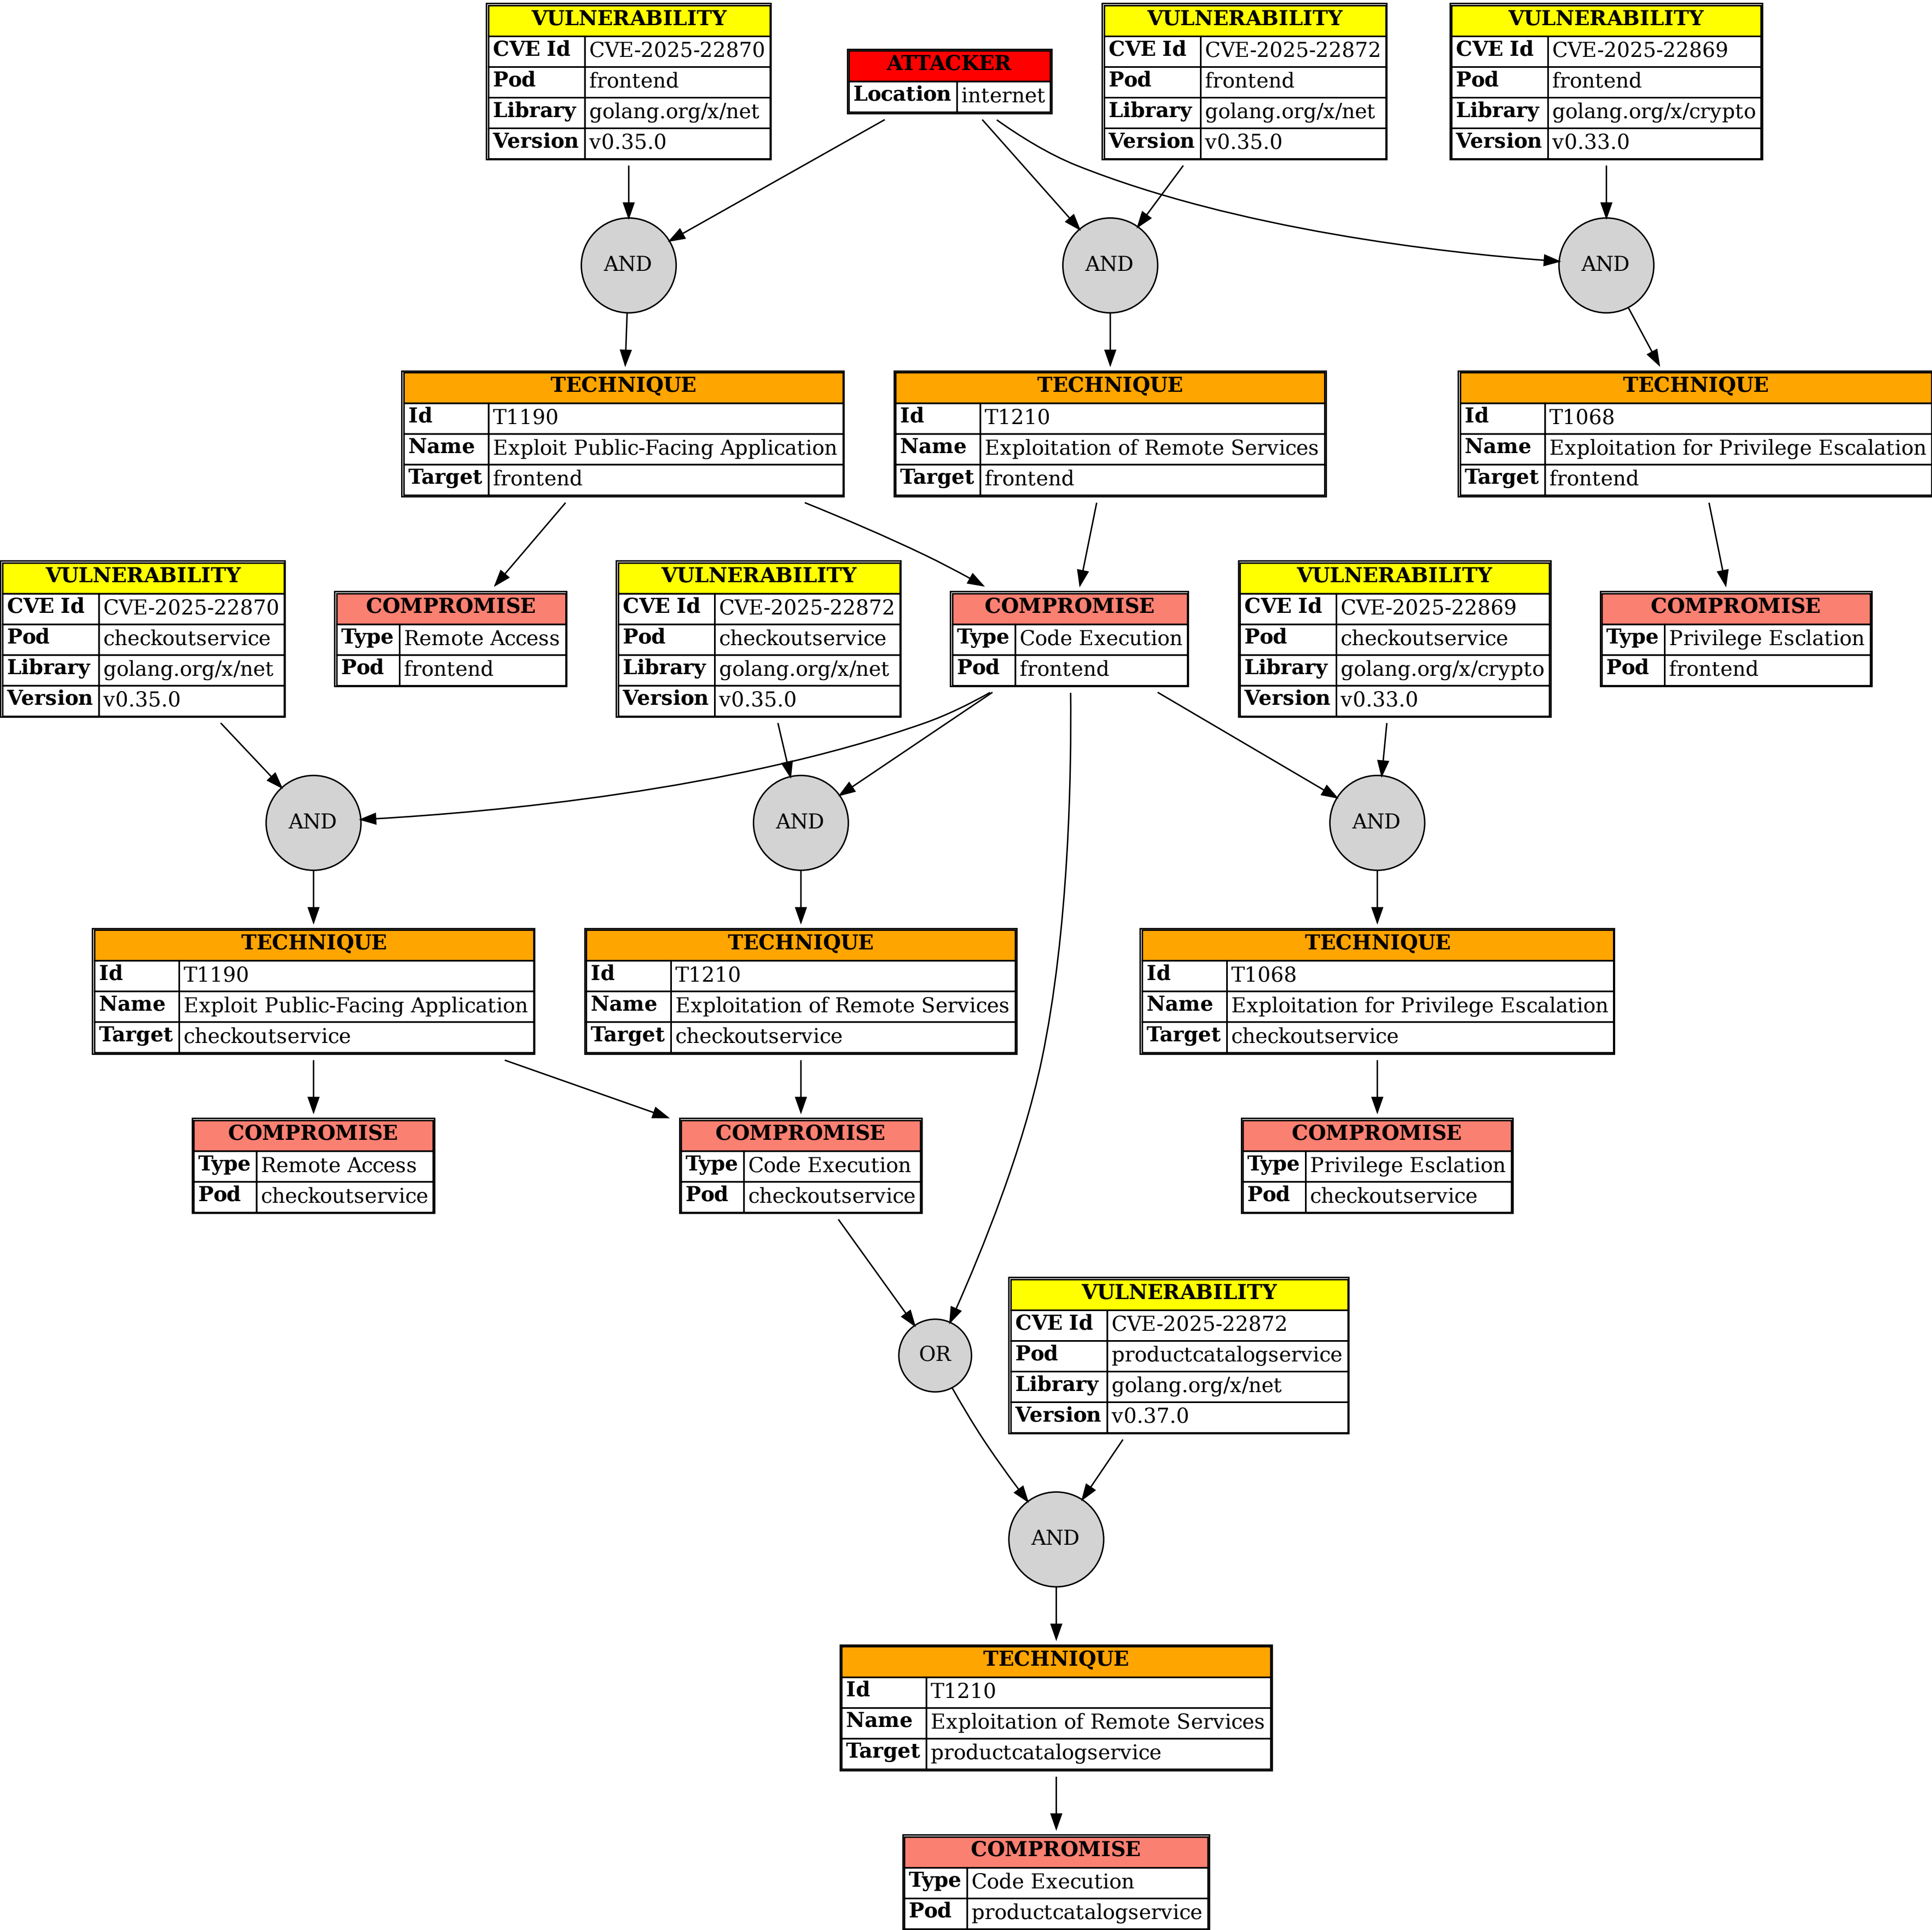 VULNERABILITY
CVE Id CVE-2025-22870
Pod frontend
Library golang.org/x/net
Version v0.35.0
ATTACKER
Location internet
VULNERABILITY
CVE Id CVE-2025-22872
Pod frontend
Library golang.org/x/net
Version v0.35.0
VULNERABILITY
CVE Id CVE-2025-22869
Pod frontend
Library golang.org/x/crypto
Version v0.33.0
AND
AND
AND
TECHNIQUE
Id T1190
Name Exploit Public-Facing Application
Target frontend
TECHNIQUE
Id T1210
Name Exploitation of Remote Services
Target frontend
TECHNIQUE
Id T1068
Name Exploitation for Privilege Escalation
Target frontend
VULNERABILITY
CVE Id CVE-2025-22870
Pod checkoutservice
Library golang.org/x/net
Version v0.35.0
COMPROMISE
Type Remote Access
Pod frontend
VULNERABILITY
CVE Id CVE-2025-22872
Pod checkoutservice
Library golang.org/x/net
Version v0.35.0
COMPROMISE
Type Code Execution
Pod frontend
VULNERABILITY
CVE Id CVE-2025-22869
Pod checkoutservice
Library golang.org/x/crypto
Version v0.33.0
COMPROMISE
Type Privilege Esclation
Pod frontend
AND
AND
AND
TECHNIQUE
Id T1190
Name Exploit Public-Facing Application
Target checkoutservice
TECHNIQUE
Id T1210
Name Exploitation of Remote Services
Target checkoutservice
TECHNIQUE
Id T1068
Name Exploitation for Privilege Escalation
Target checkoutservice
COMPROMISE
Type Remote Access
Pod checkoutservice
COMPROMISE
Type Code Execution
Pod checkoutservice
COMPROMISE
Type Privilege Esclation
Pod checkoutservice
OR
VULNERABILITY
CVE Id CVE-2025-22872
Pod productcatalogservice
Library golang.org/x/net
Version v0.37.0
AND
TECHNIQUE
Id T1210
Name Exploitation of Remote Services
Target productcatalogservice
COMPROMISE
Type Code Execution
Pod productcatalogservice